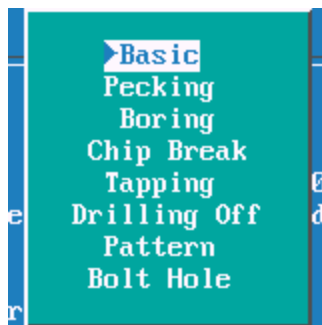 Basic
Pecking
Boring
Chip Break
Tapping
Drilling Off
Pattern
Bolt Hole